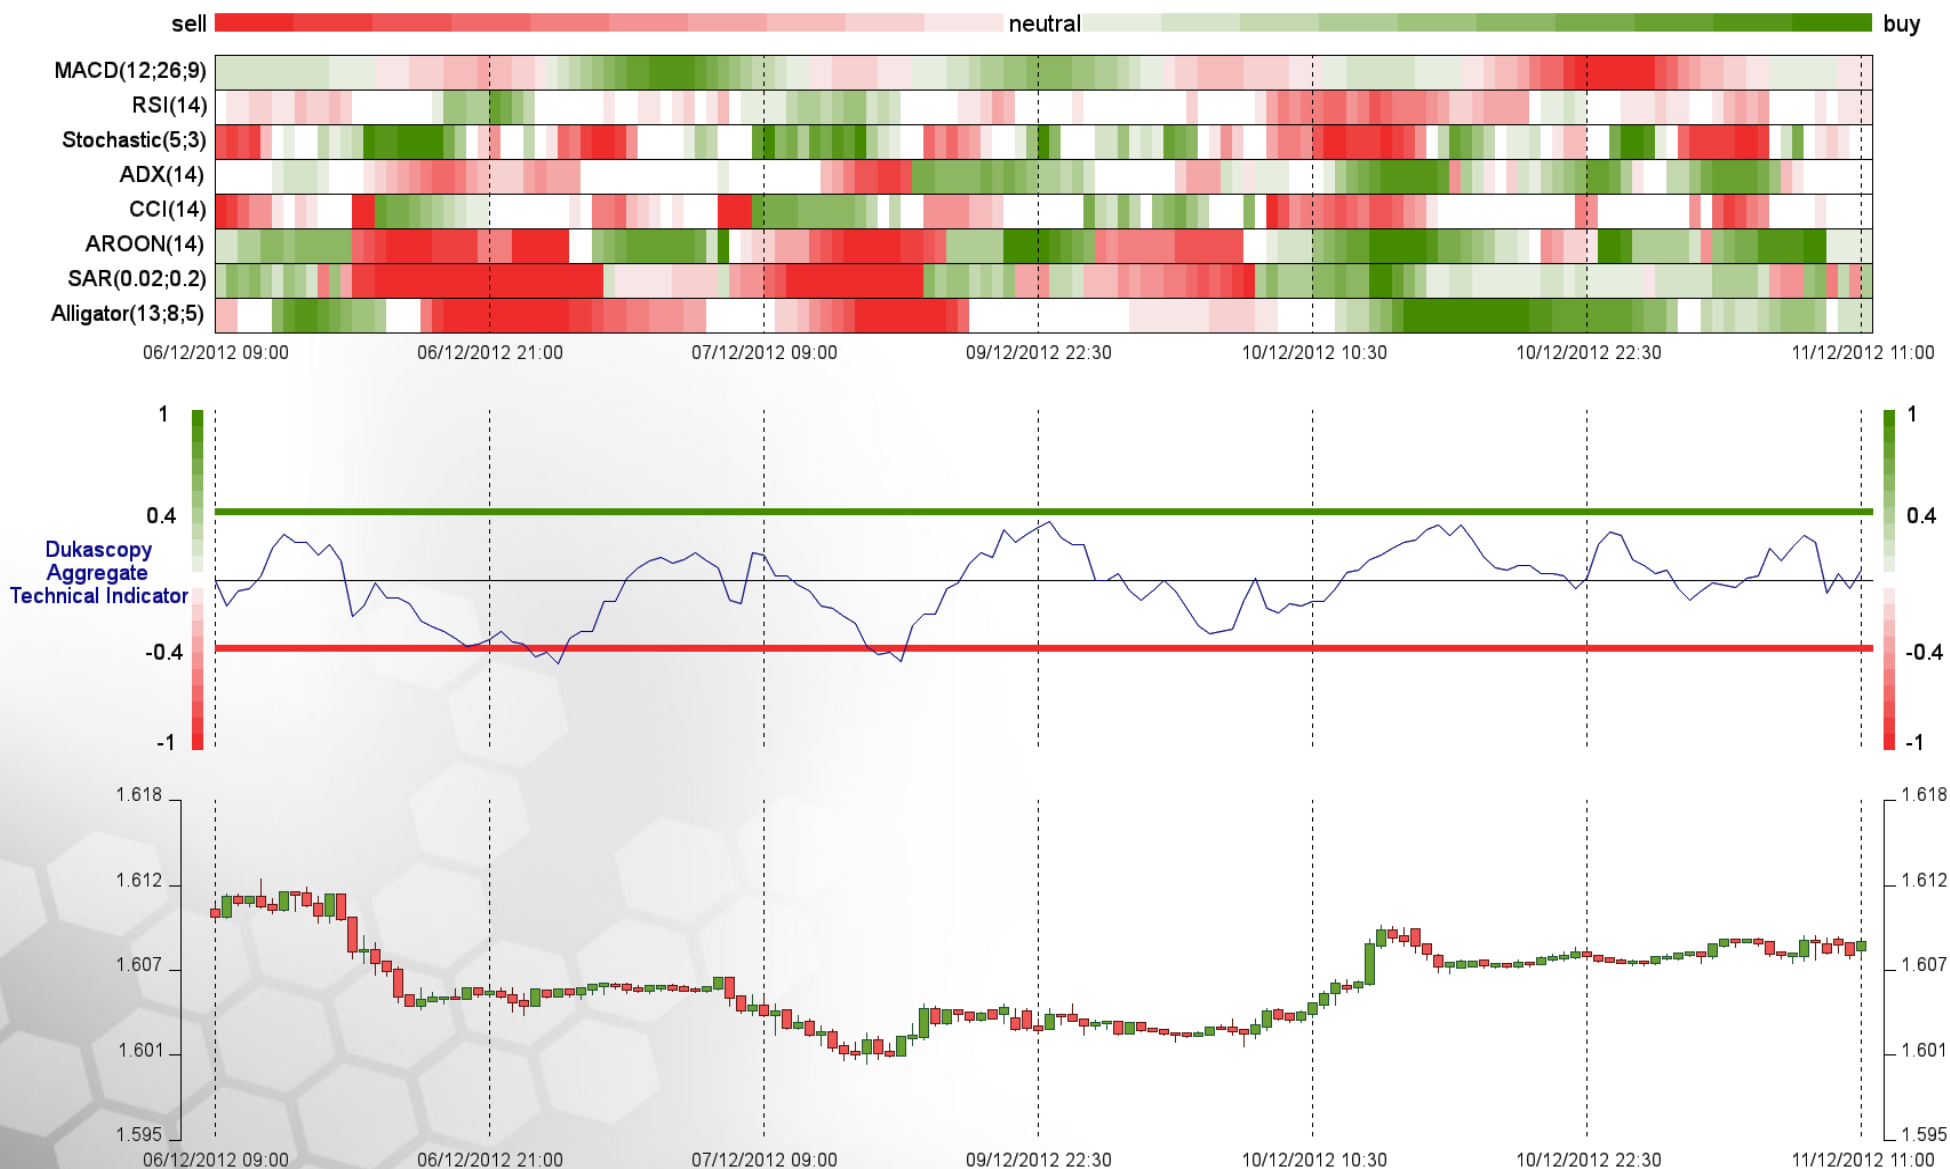 sell neutral buy
MACD(12;26;9)
RSI(14)
Stochastic(5;3)
ADX(14)
CCI(14)
AROON(14)
SAR(0.02;0.2)
Alligator(13;8;5)
06/12/2012 09:00 06/12/2012 21:00 07/12/2012 09:00 09/12/2012 22:30 10/12/2012 10:30 10/12/2012 22:30 11/12/2012 11:00
1 1
0.4 0.4
Dukascopy
Aggregate
Technical Indicator
-0.4 -0.4
-1 -1
1.618 1.618
1.612 1.612
1.607 1.607
1.601 1.601
1.595 1.595
06/12/2012 09:00 06/12/2012 21:00 07/12/2012 09:00 09/12/2012 22:30 10/12/2012 10:30 10/12/2012 22:30 11/12/2012 11:00